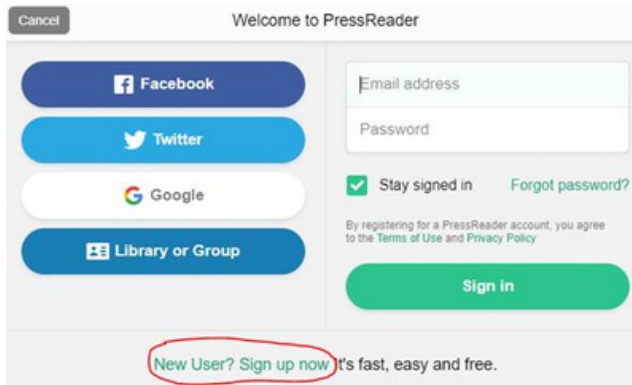 Cancel
Welcome to PressReader
Facebook
Twitter
Google
Library or Group
Email address
Password
Stay signed in Forgot password?
By registering for a PressReader account, you agree
to the Terms of Use and Privacy Policy
Sign in
New User? Sign up now It's fast, easy and free.